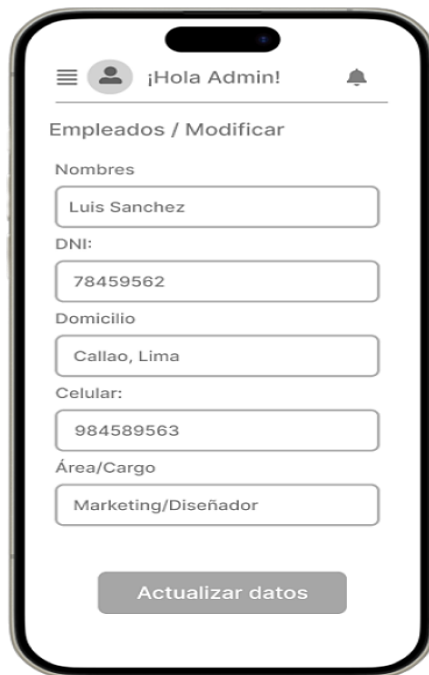 ¡Hola Admin!
Empleados / Modificar
Nombres
Luis Sanchez
DNI:
78459562
Domicilio
Callao, Lima
Celular:
984589563
Área/Cargo
Marketing/Diseñador
Actualizar datos